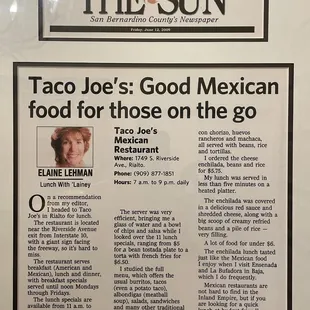 THE SUN
San Bernardino County's Newspaper
Friday, June 12, 2009
Taco Joe's: Good Mexican
food for those on the go
ELAINE LEHMAN
Lunch With 'Lainey
Taco Joe's
Mexican
Restaurant
Where: 1749 S. Riverside
Ave., Rialto.
Phone: (909) 877-1851
Hours: 7 a.m. to 9 p.m. daily
On a recommendation
from my editor,
I headed to Taco
Joe's in Rialto for lunch.
The restaurant is located
near the Riverside Avenue
exit from Interstate 10,
with a giant sign facing
the freeway, so it's hard to
miss.
The restaurant serves
breakfast (American and
Mexican), lunch and dinner,
with breakfast specials
served until noon Mondays
through Fridays.
The lunch specials are
available from 11 a.m. to
The server was very
efficient, bringing me a
glass of water and a bowl
of chips and salsa while I
looked over the 11 lunch
specials, ranging from $5
for a bean tostada plate to a
torta with french fries for
$6.50.
I studied the full
menu, which offers the
usual burritos, tacos
(even a potato taco),
albondigas (meatball
soup), salads, sandwiches
and many other traditional
con chorizo, huevos
rancheros and machaca,
all served with beans, rice
and tortillas.
I ordered the cheese
enchilada, beans and rice
for $5.75.
My lunch was served in
less than five minutes on a
heated platter.
The enchilada was covered
in a delicious red sauce and
shredded cheese, along with a
big scoop of creamy refried
beans and a pile of rice —
very filling.
A lot of food for under $6.
The enchilada lunch tasted
just like the Mexican food
I enjoy when I visit Ensenada
and La Bufadora in Baja,
which I do frequently.
Mexican restaurants are
not hard to find in the
Inland Empire, but if you
are looking for a quick